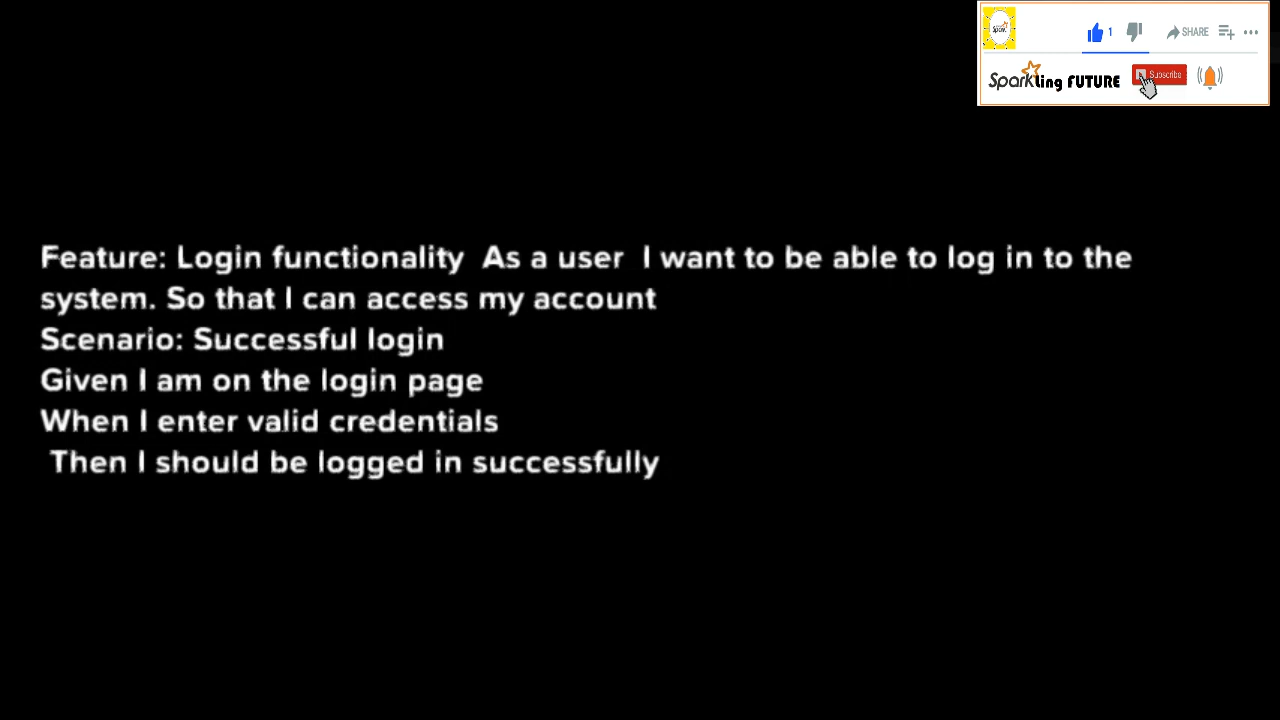 Spark
1
SHARE
Sparkling FUTURE
Subscribe
Feature: Login functionality  As a user  I want to be able to log in to the
system. So that I can access my account
Scenario: Successful login
Given I am on the login page
When I enter valid credentials
Then I should be logged in successfully